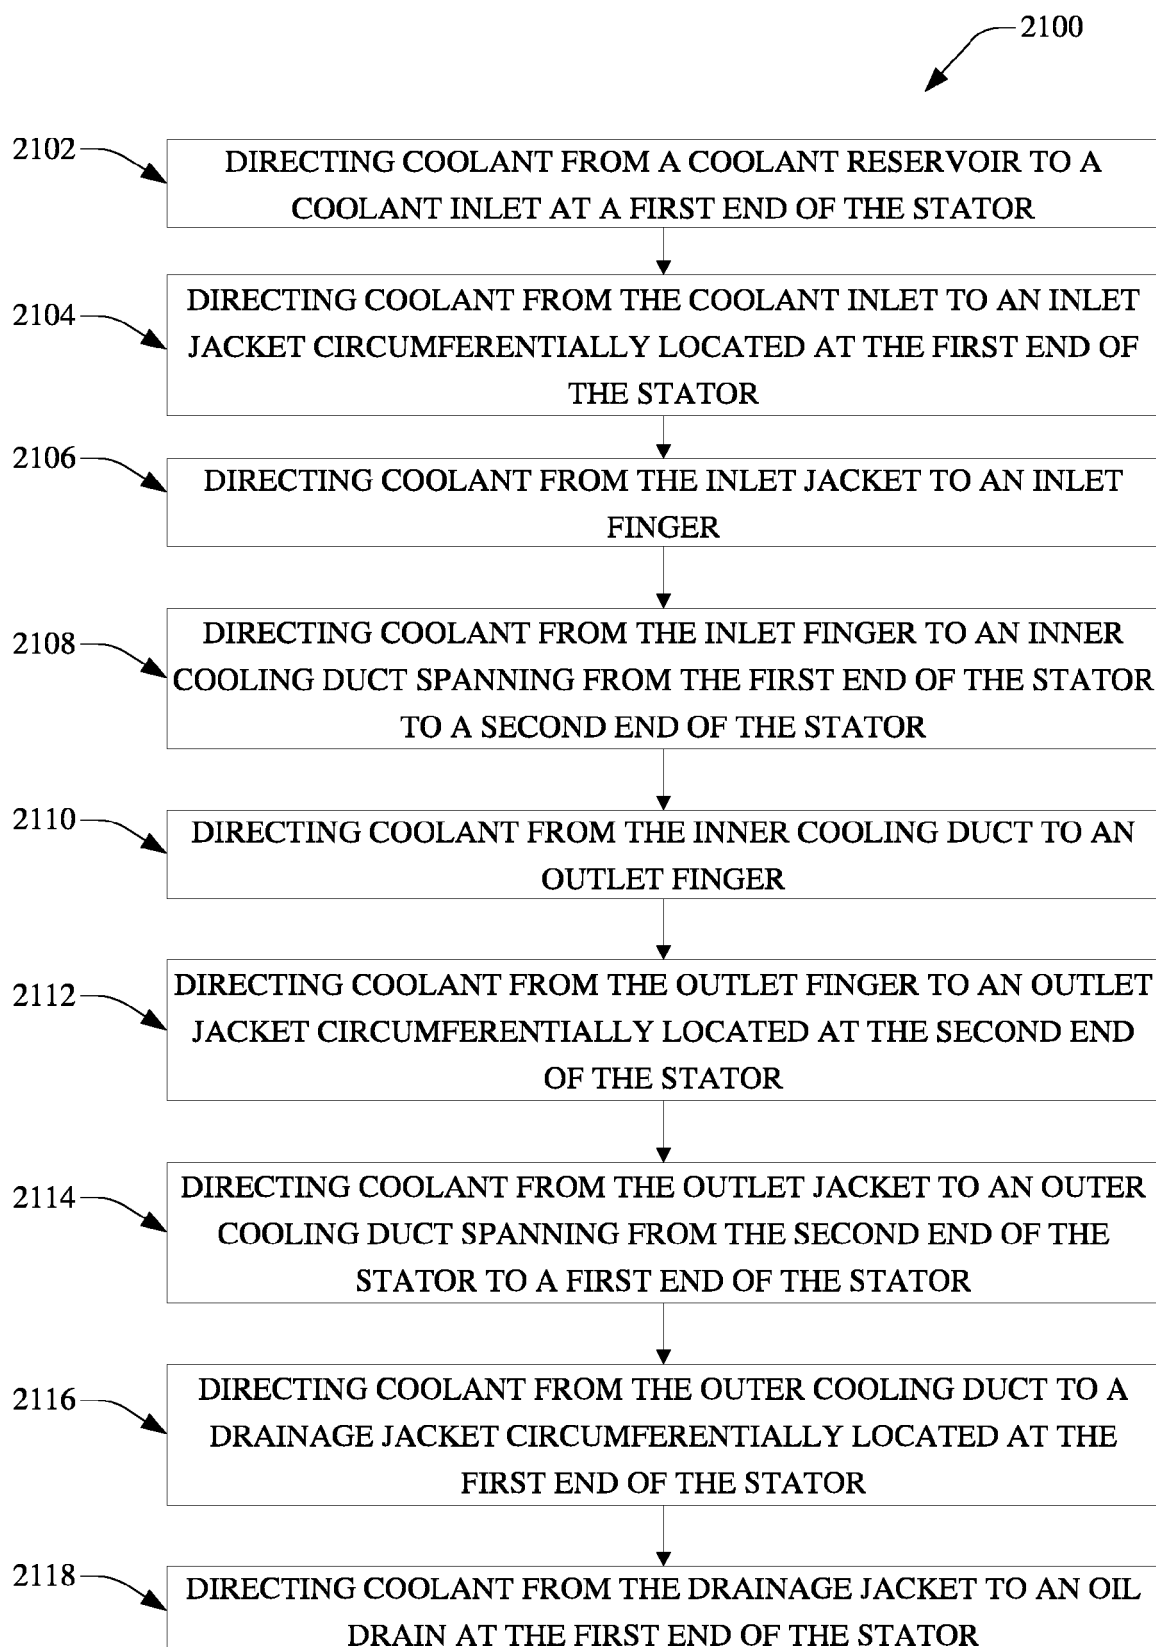 2100
2102
DIRECTING COOLANT FROM A COOLANT RESERVOIR TO A
COOLANT INLET AT A FIRST END OF THE STATOR
2104
DIRECTING COOLANT FROM THE COOLANT INLET TO AN INLET
JACKET CIRCUMFERENTIALLY LOCATED AT THE FIRST END OF
THE STATOR
2106
DIRECTING COOLANT FROM THE INLET JACKET TO AN INLET
FINGER
2108
DIRECTING COOLANT FROM THE INLET FINGER TO AN INNER
COOLING DUCT SPANNING FROM THE FIRST END OF THE STATOR
TO A SECOND END OF THE STATOR
2110
DIRECTING COOLANT FROM THE INNER COOLING DUCT TO AN
OUTLET FINGER
2112
DIRECTING COOLANT FROM THE OUTLET FINGER TO AN OUTLET
JACKET CIRCUMFERENTIALLY LOCATED AT THE SECOND END
OF THE STATOR
2114
DIRECTING COOLANT FROM THE OUTLET JACKET TO AN OUTER
COOLING DUCT SPANNING FROM THE SECOND END OF THE
STATOR TO A FIRST END OF THE STATOR
2116
DIRECTING COOLANT FROM THE OUTER COOLING DUCT TO A
DRAINAGE JACKET CIRCUMFERENTIALLY LOCATED AT THE
FIRST END OF THE STATOR
2118
DIRECTING COOLANT FROM THE DRAINAGE JACKET TO AN OIL
DRAIN AT THE FIRST END OF THE STATOR